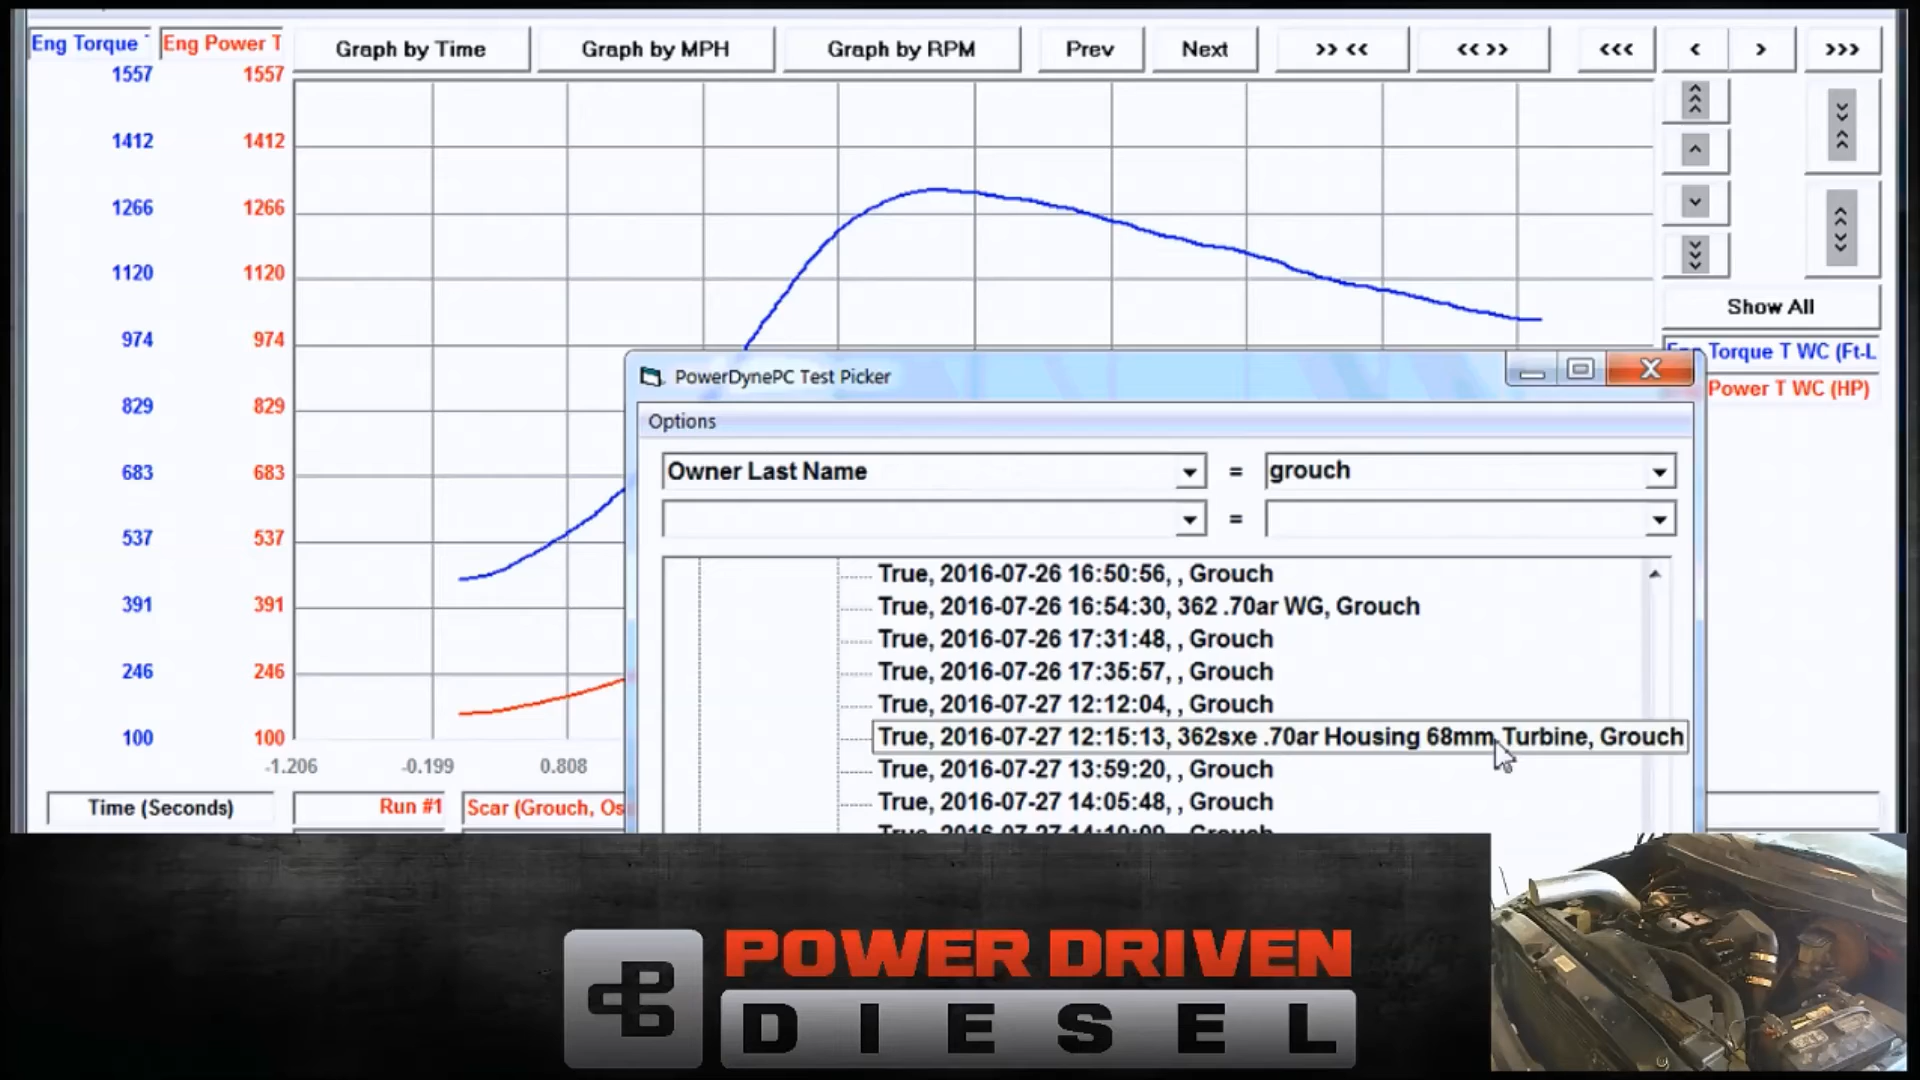 Eng Torque T
Eng Power T
Graph by Time
Graph by MPH
Graph by RPM
Prev
Next
>> <<
<< >>
<<<
<
>
>>>
1557 1557
1412 1412
1266 1266
1120 1120
974 974
829 829
683 683
537 537
391 391
246 246
100 100
-1.206 -0.199 0.808
Show All
Torque T WC (Ft-L
Power T WC (HP)
PowerDynePC Test Picker
Options
Owner Last Name = grouch
=
True, 2016-07-26 16:50:56, , Grouch
True, 2016-07-26 16:54:30, 362 .70ar WG, Grouch
True, 2016-07-26 17:31:48, , Grouch
True, 2016-07-26 17:35:57, , Grouch
True, 2016-07-27 12:12:04, , Grouch
True, 2016-07-27 12:15:13, 362sxe .70ar Housing 68mm Turbine, Grouch
True, 2016-07-27 13:59:20, , Grouch
True, 2016-07-27 14:05:48, , Grouch
Time (Seconds)
Run #1
Scar (Grouch, Os
POWER DRIVEN
DIESEL